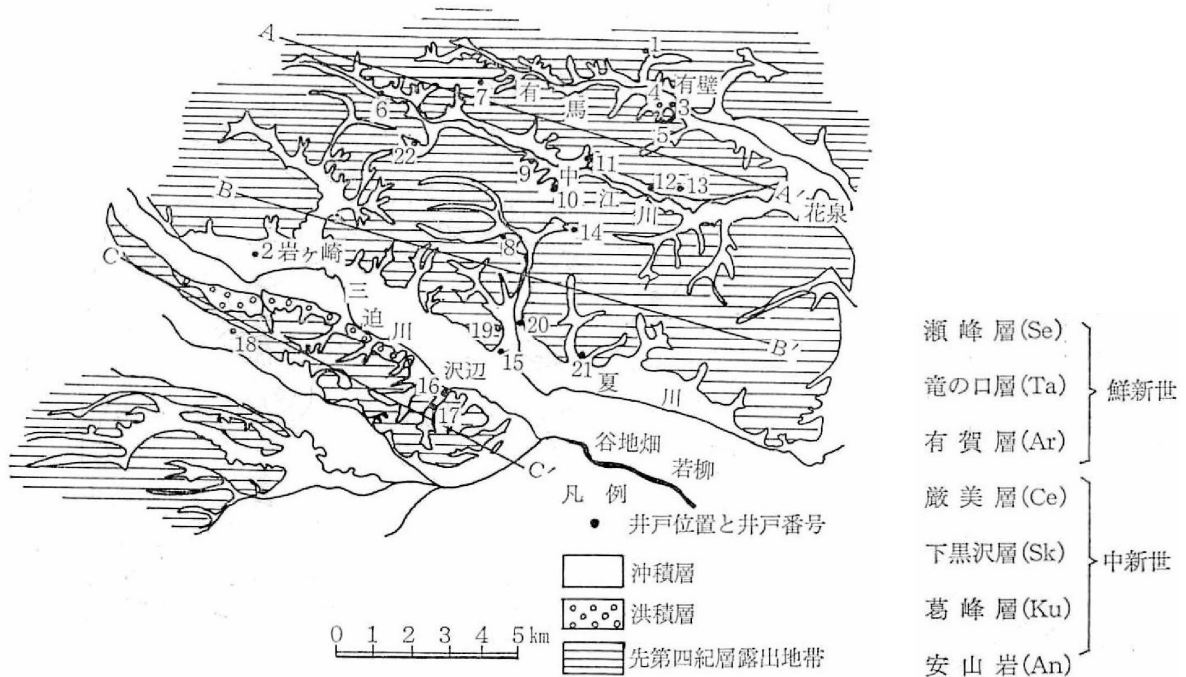 A
1
有壁
4
3
有
馬
7
6
5
22
9
11
中
10
江
12
13
川
A′
花泉
B
14
8
C
2
岩ヶ崎
三
迫
川
18
19
20
15
21
B′
夏
川
16
沢辺
17
C′
谷地畑
若柳
凡例
井戸位置と井戸番号
沖積層
洪積層
先第四紀層露出地帯
0 1 2 3 4 5 km
瀬峰層(Se)
竜の口層(Ta)
有賀層(Ar)
鮮新世
厳美層(Ce)
下黒沢層(Sk)
葛峰層(Ku)
安山岩(An)
中新世